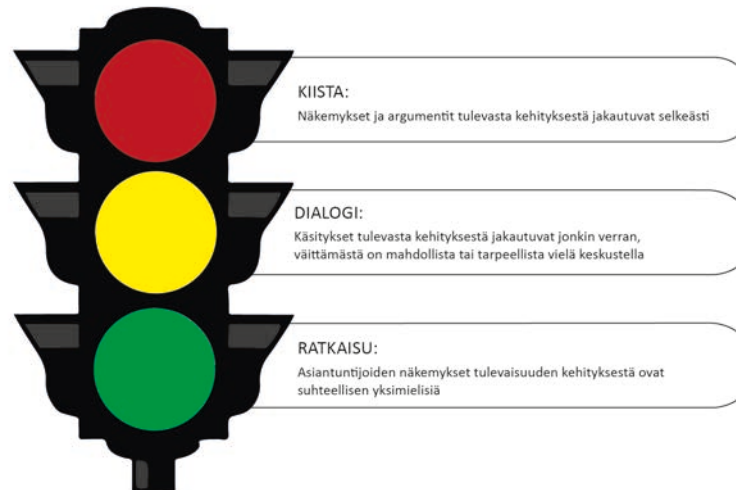 KIISTA:
Näkemykset ja argumentit tulevasta kehityksestä jakautuvat selkeästi
DIALOGI:
Käsitykset tulevasta kehityksestä jakautuvat jonkin verran,
väittämästä on mahdollista tai tarpeellista vielä keskustella
RATKAISU:
Asiantuntijoiden näkemykset tulevaisuuden kehityksestä ovat
suhteellisen yksimielisiä